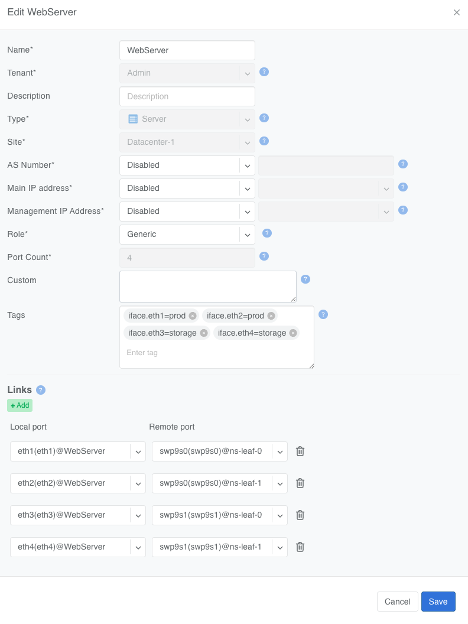 Edit WebServer
Name* WebServer
Tenant* Admin
Description Description
Type* Server
Site* Datacenter-1
AS Number* Disabled
Main IP address* Disabled
Management IP Address* Disabled
Role* Generic
Port Count* 4
Custom
Tags iface.eth1=prod iface.eth2=prod
iface.eth3=storage iface.eth4=storage
Enter tag
Links
+Add
Local port Remote port
eth1(eth1)@WebServer swp9s0(swp9s0)@ns-leaf-0
eth2(eth2)@WebServer swp9s0(swp9s0)@ns-leaf-1
eth3(eth3)@WebServer swp9s1(swp9s1)@ns-leaf-0
eth4(eth4)@WebServer swp9s1(swp9s1)@ns-leaf-1
Cancel Save